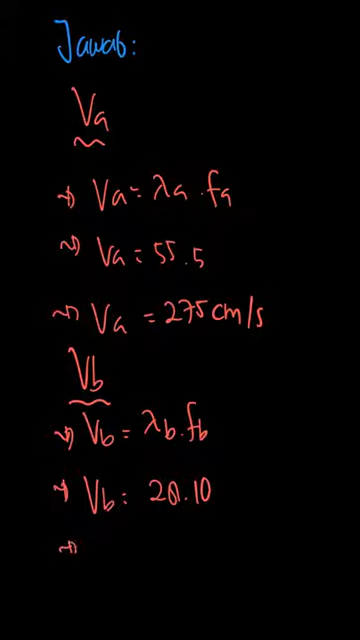 Jawab:
Va
→ Va = λa . fa
→ Va = 55 . 5
→ Va = 275 cm/s
Vb
→ Vb = λb . fb
→ Vb = 20 . 10
→